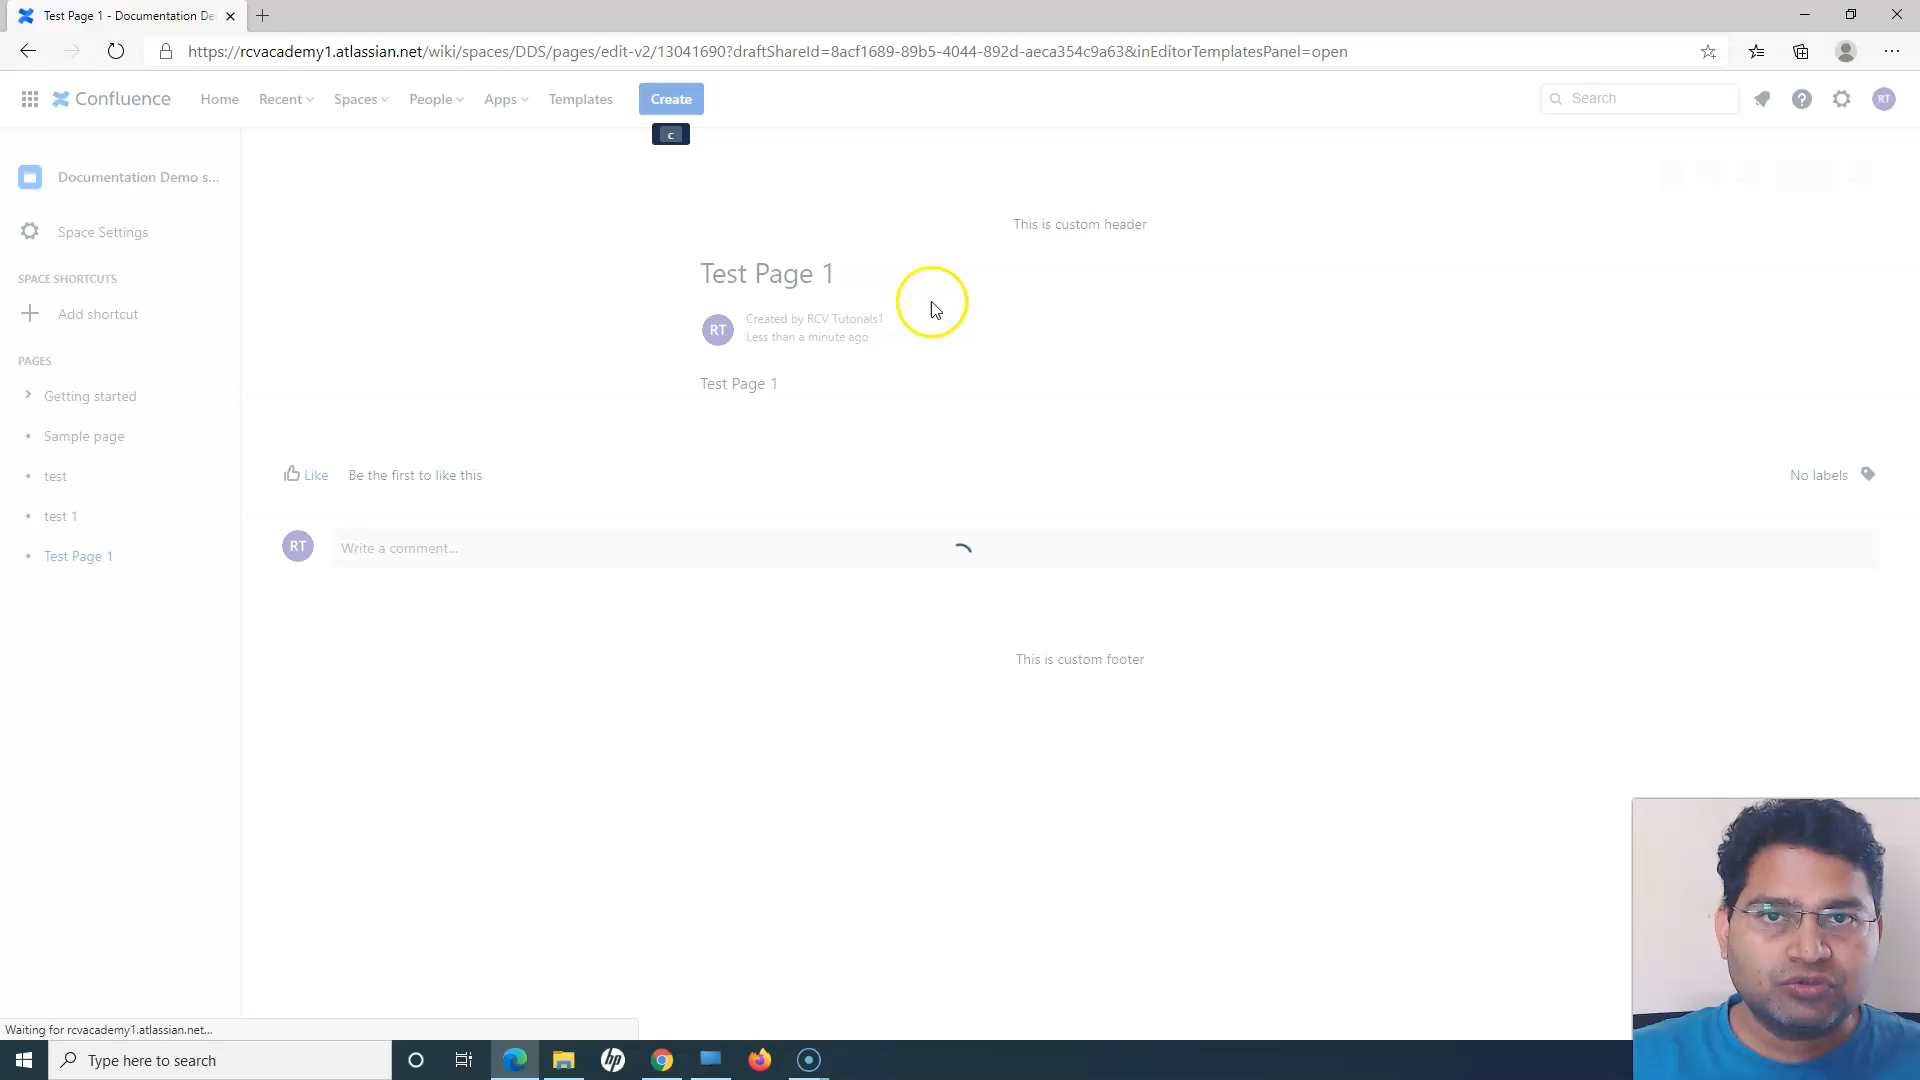 Test Page 1 - Documentation De
https://rcvacademy1.atlassian.net/wiki/spaces/DDS/pages/edit-v2/13041690?draftShareId=8acf1689-89b5-4044-892d-aeca354c9a63&inEditorTemplatesPanel=open
Confluence Home Recent Spaces People Apps Templates Create Search RT
c
Documentation Demo s...
Space Settings
SPACE SHORTCUTS
Add shortcut
PAGES
Getting started
Sample page
test
test 1
Test Page 1
This is custom header
Test Page 1
RT Created by RCV Tutorials1
Less than a minute ago
Test Page 1
Like Be the first to like this No labels
RT Write a comment...
This is custom footer
Waiting for rcvacademy1.atlassian.net...
Type here to search
hp